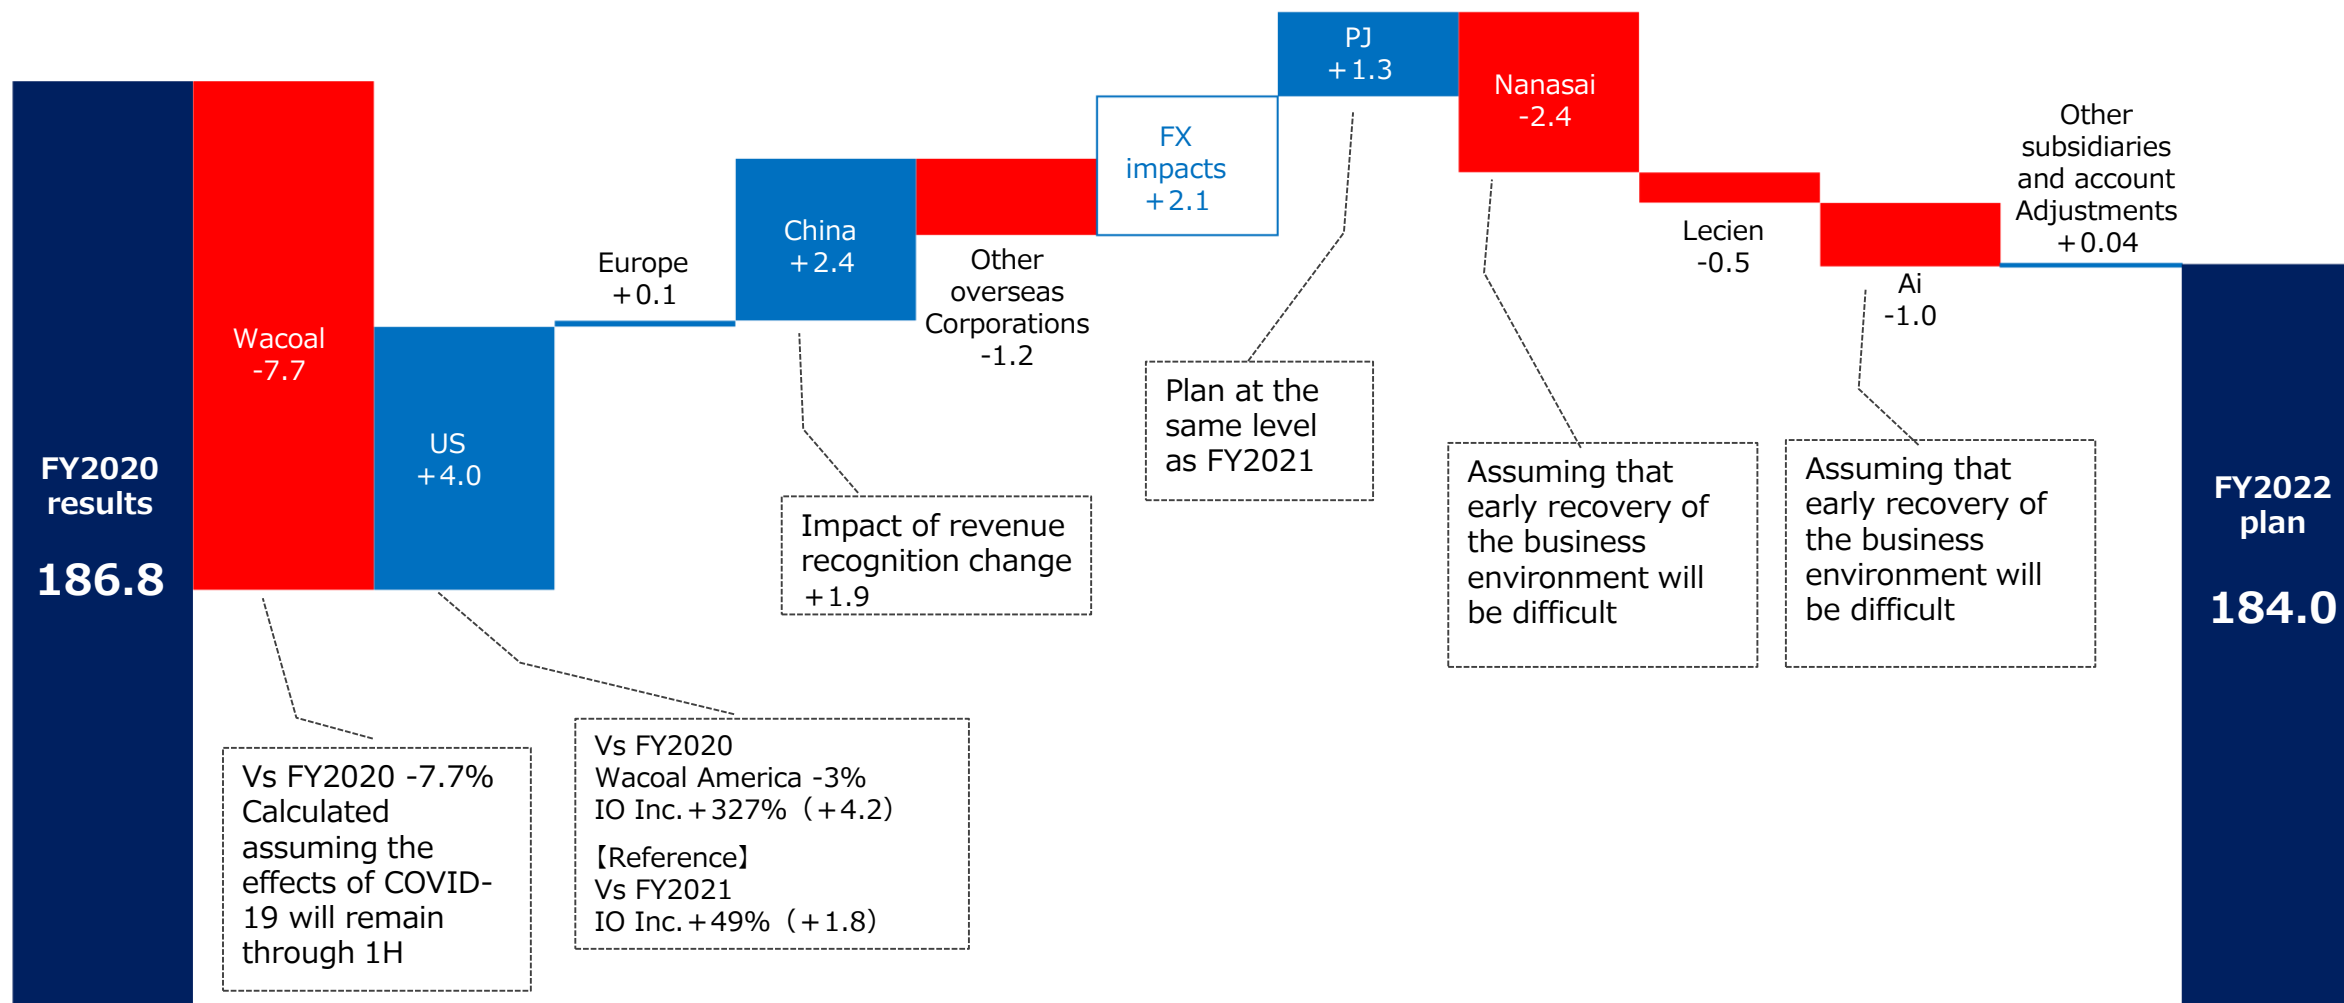 FY2020
results
186.8
Wacoal
-7.7
US
+4.0
Europe
+0.1
China
+2.4
Other
overseas
Corporations
-1.2
FX
impacts
+2.1
PJ
+1.3
Nanasai
-2.4
Lecien
-0.5
Ai
-1.0
Other
subsidiaries
and account
Adjustments
+0.04
FY2022
plan
184.0
Vs FY2020 -7.7%
Calculated
assuming the
effects of COVID-
19 will remain
through 1H
Vs FY2020
Wacoal America -3%
IO Inc.+327%（+4.2）
【Reference】
Vs FY2021
IO Inc.+49%（+1.8）
Impact of revenue
recognition change
+1.9
Plan at the
same level
as FY2021
Assuming that
early recovery of
the business
environment will
be difficult
Assuming that
early recovery of
the business
environment will
be difficult